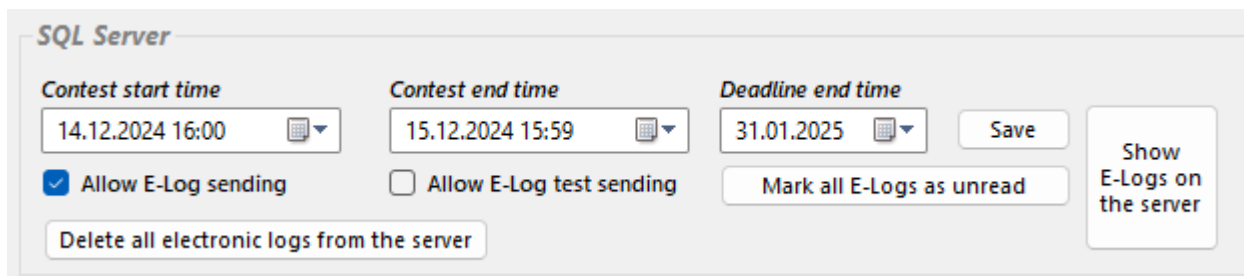 SQL Server
Contest start time
Contest end time
Deadline end time
14.12.2024 16:00
15.12.2024 15:59
31.01.2025
Save
Show
E-Logs on
the server
Allow E-Log sending
Allow E-Log test sending
Mark all E-Logs as unread
Delete all electronic logs from the server